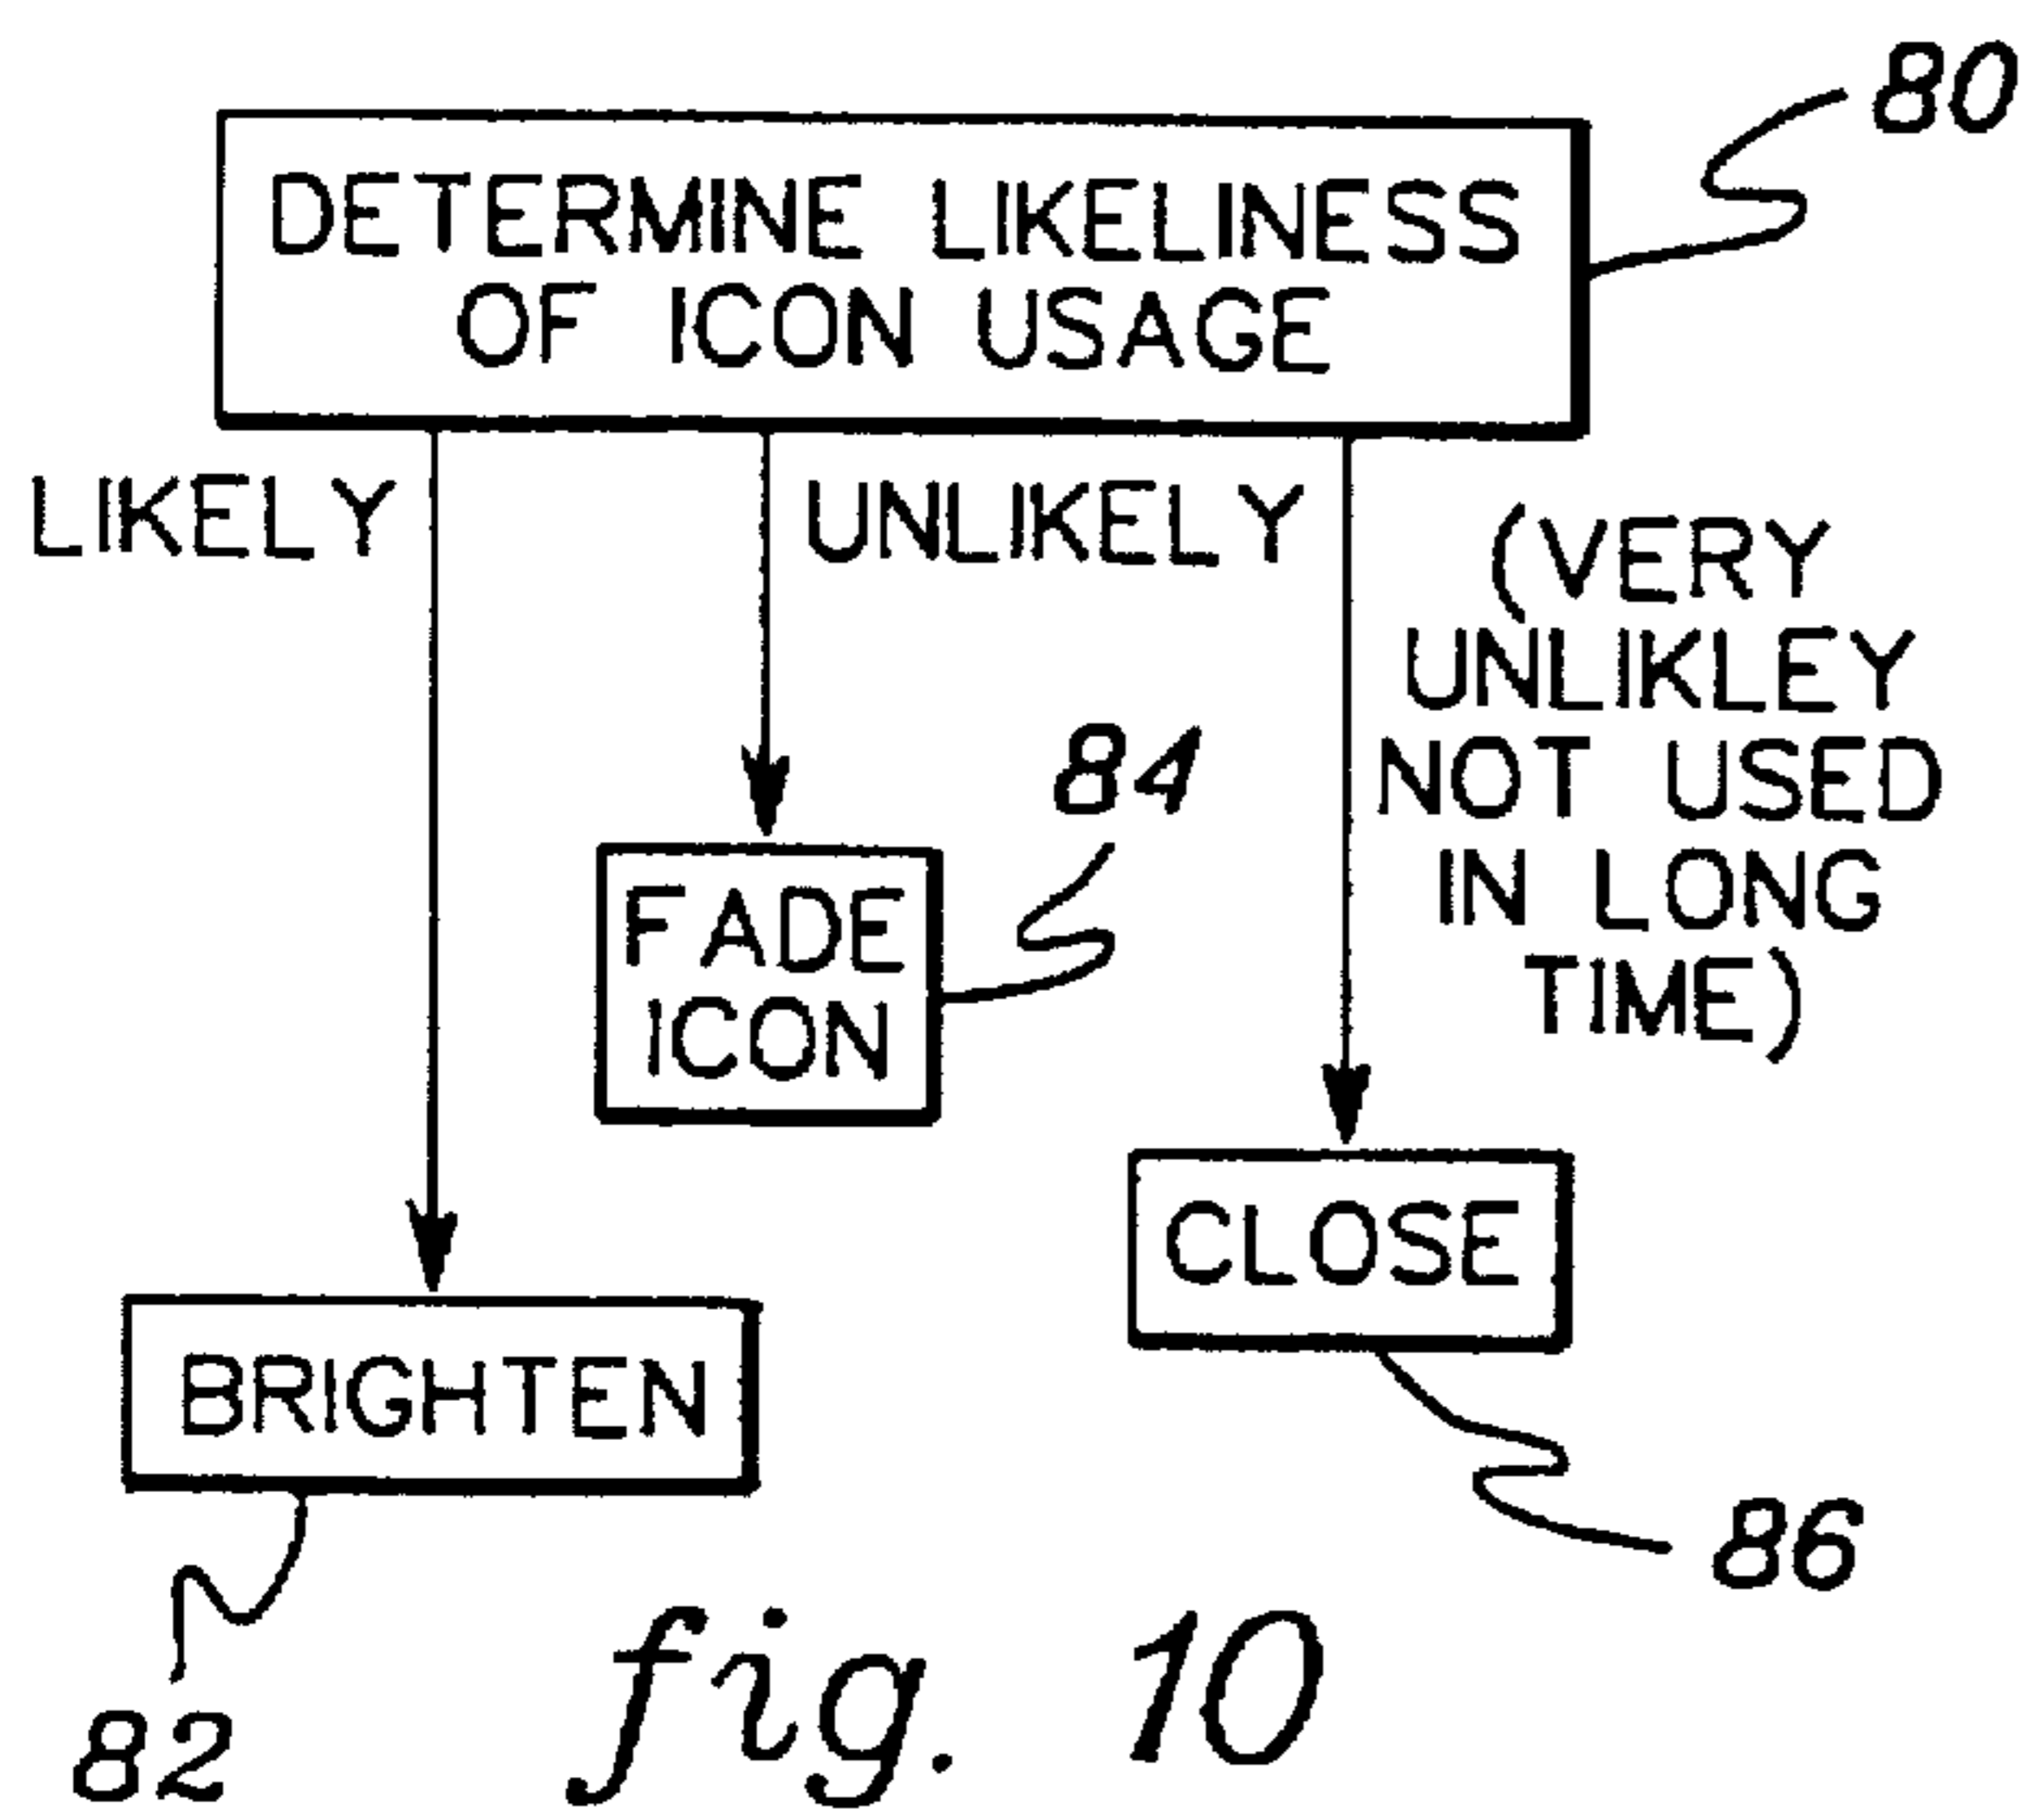 80
DETERMINE LIKELINESS
OF ICON USAGE
LIKELY
UNLIKELY
(VERY
UNLIKLEY
NOT USED
IN LONG
TIME)
84
FADE
ICON
CLOSE
BRIGHTEN
86
82
fig. 10